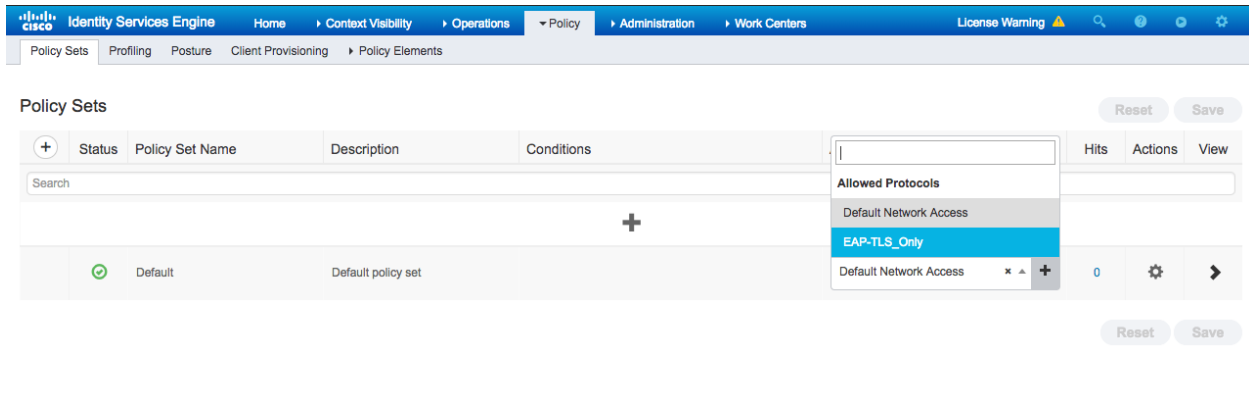 CISCO Identity Services Engine Home Context Visibility Operations Policy Administration Work Centers License Warning
Policy Sets Profiling Posture Client Provisioning Policy Elements
Policy Sets
Reset Save
Status Policy Set Name Description Conditions Hits Actions View
Search
Allowed Protocols
Default Network Access
EAP-TLS_Only
Default Default policy set Default Network Access 0
Reset Save